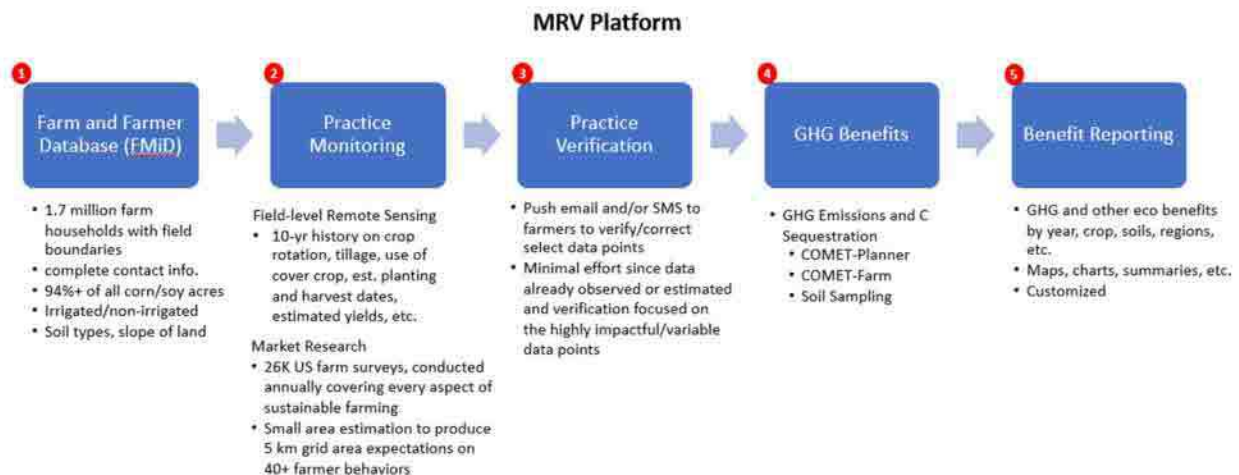 MRV Platform
1
Farm and Farmer
Database (FMiD)
• 1.7 million farm
households with field
boundaries
• complete contact info.
• 94%+ of all corn/soy acres
• Irrigated/non-irrigated
• Soil types, slope of land
2
Practice
Monitoring
Field-level Remote Sensing
• 10-yr history on crop
rotation, tillage, use of
cover crop, est. planting
and harvest dates,
estimated yields, etc.
Market Research
• 26K US farm surveys, conducted
annually covering every aspect of
sustainable farming
• Small area estimation to produce
5 km grid area expectations on
40+ farmer behaviors
3
Practice
Verification
• Push email and/or SMS to
farmers to verify/correct
select data points
• Minimal effort since data
already observed or estimated
and verification focused on
the highly impactful/variable
data points
4
GHG Benefits
• GHG Emissions and C
Sequestration
• COMET-Planner
• COMET-Farm
• Soil Sampling
5
Benefit Reporting
• GHG and other eco benefits
by year, crop, soils, regions,
etc.
• Maps, charts, summaries, etc.
• Customized